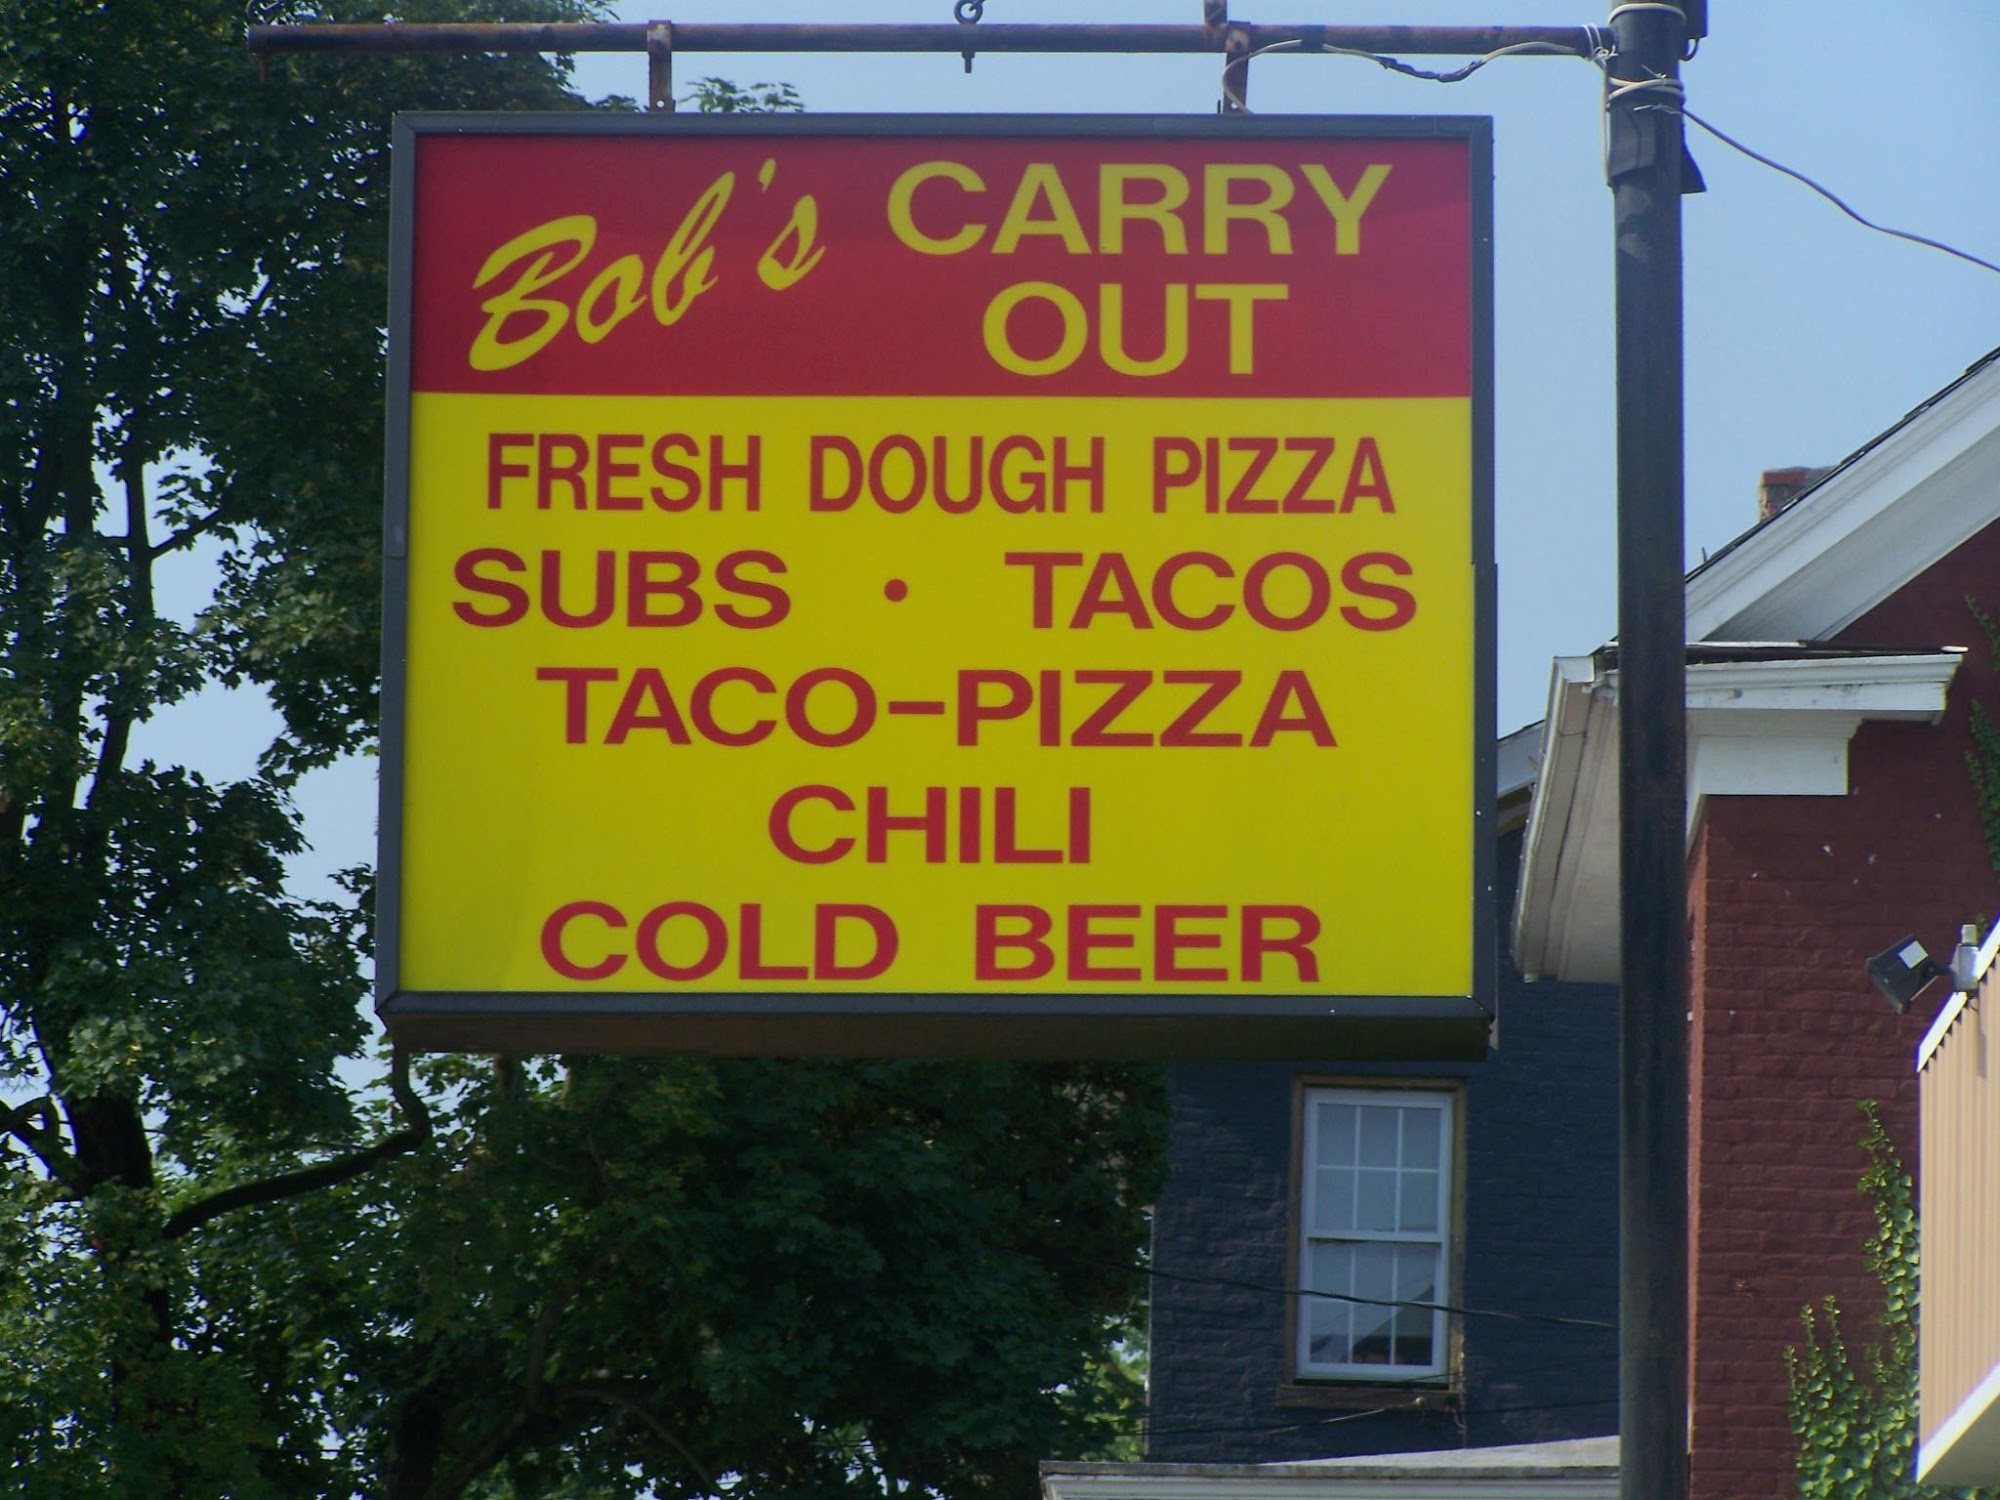 Bob's CARRY
OUT
FRESH DOUGH PIZZA
SUBS • TACOS
TACO-PIZZA
CHILI
COLD BEER